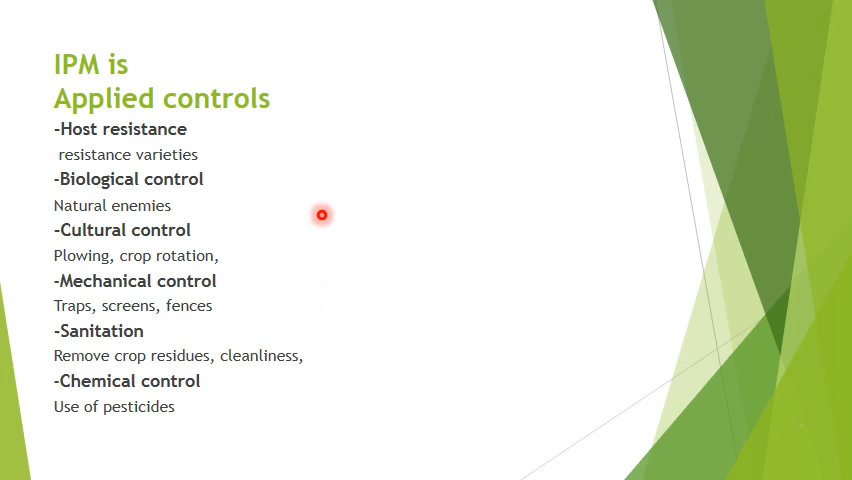 IPM is
Applied controls
-Host resistance
resistance varieties
-Biological control
Natural enemies
-Cultural control
Plowing, crop rotation,
-Mechanical control
Traps, screens, fences
-Sanitation
Remove crop residues, cleanliness,
-Chemical control
Use of pesticides